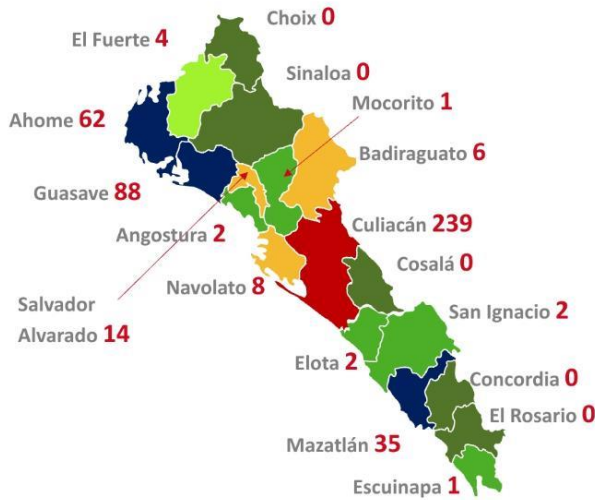 Choix 0
El Fuerte 4
Sinaloa 0
Mocorito 1
Ahome 62
Badiraguato 6
Guasave 88
Culiacán 239
Angostura 2
Cosalá 0
Navolato 8
Salvador
Alvarado 14
San Ignacio 2
Elota 2
Concordia 0
El Rosario 0
Mazatlán 35
Escuinapa 1